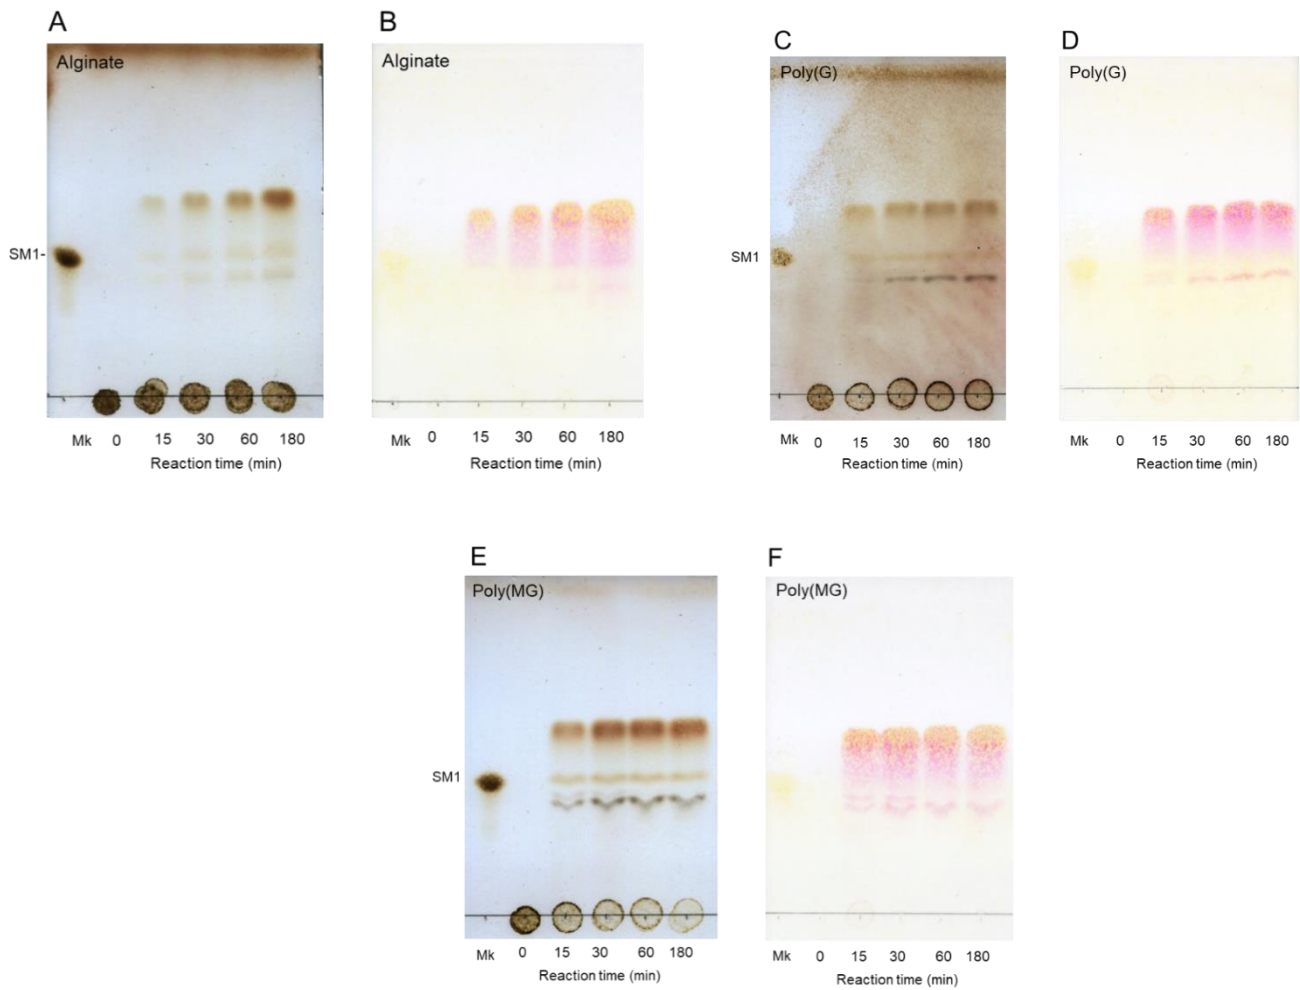 A
Alginate
SM1-
Mk 0 15 30 60 180
Reaction time (min)
B
Alginate
Mk 0 15 30 60 180
Reaction time (min)
C
Poly(G)
SM1
Mk 0 15 30 60 180
Reaction time (min)
D
Poly(G)
Mk 0 15 30 60 180
Reaction time (min)
E
Poly(MG)
SM1
Mk 0 15 30 60 180
Reaction time (min)
F
Poly(MG)
Mk 0 15 30 60 180
Reaction time (min)